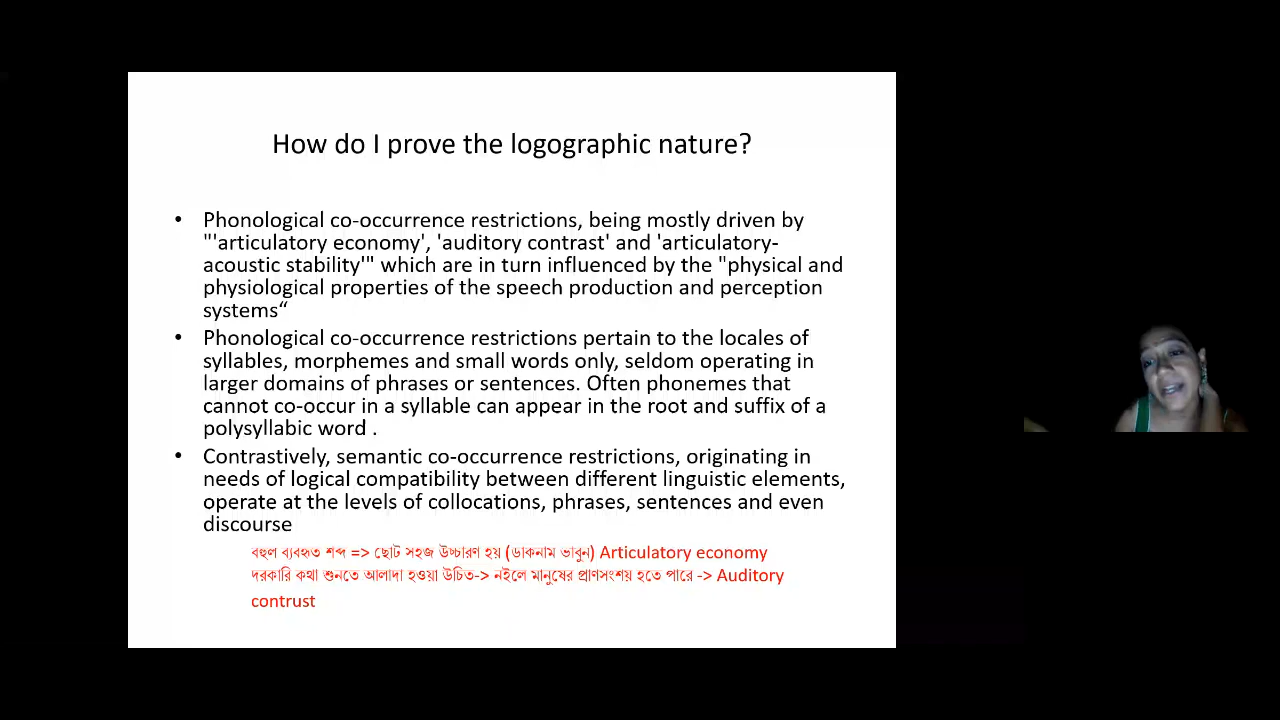 How do I prove the logographic nature?
• Phonological co-occurrence restrictions, being mostly driven by
"'articulatory economy', 'auditory contrast' and 'articulatory-
acoustic stability'" which are in turn influenced by the "physical and
physiological properties of the speech production and perception
systems“
• Phonological co-occurrence restrictions pertain to the locales of
syllables, morphemes and small words only, seldom operating in
larger domains of phrases or sentences. Often phonemes that
cannot co-occur in a syllable can appear in the root and suffix of a
polysyllabic word .
• Contrastively, semantic co-occurrence restrictions, originating in
needs of logical compatibility between different linguistic elements,
operate at the levels of collocations, phrases, sentences and even
discourse
বহুল ব্যবহৃত শব্দ => ছোট সহজ উচ্চারণ হয় (ডাকনাম ভাবুন) Articulatory economy
দরকারি কথা শুনতে আলাদা হওয়া উচিত-> নইলে মানুষের প্রাণসংশয় হতে পারে -> Auditory
contrust